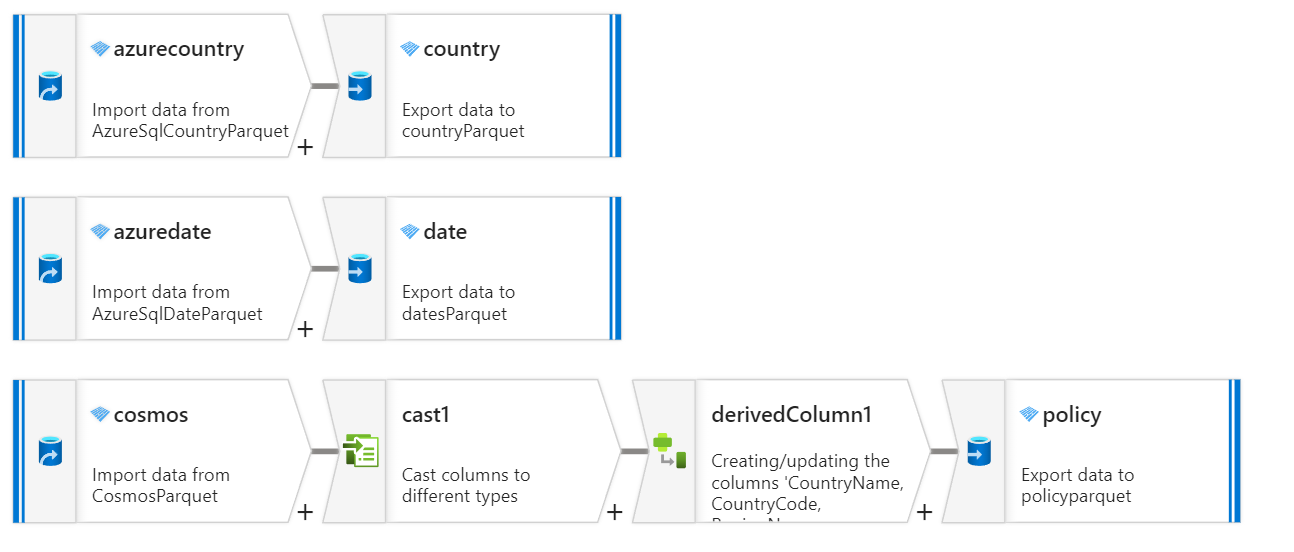 azurecountry
Import data from
AzureSqlCountryParquet
+
country
Export data to
countryParquet
azuredate
Import data from
AzureSqlDateParquet
+
date
Export data to
datesParquet
cosmos
Import data from
CosmosParquet
+
cast1
Cast columns to
different types
+
derivedColumn1
Creating/updating the
columns 'CountryName,
CountryCode,
+
policy
Export data to
policyparquet